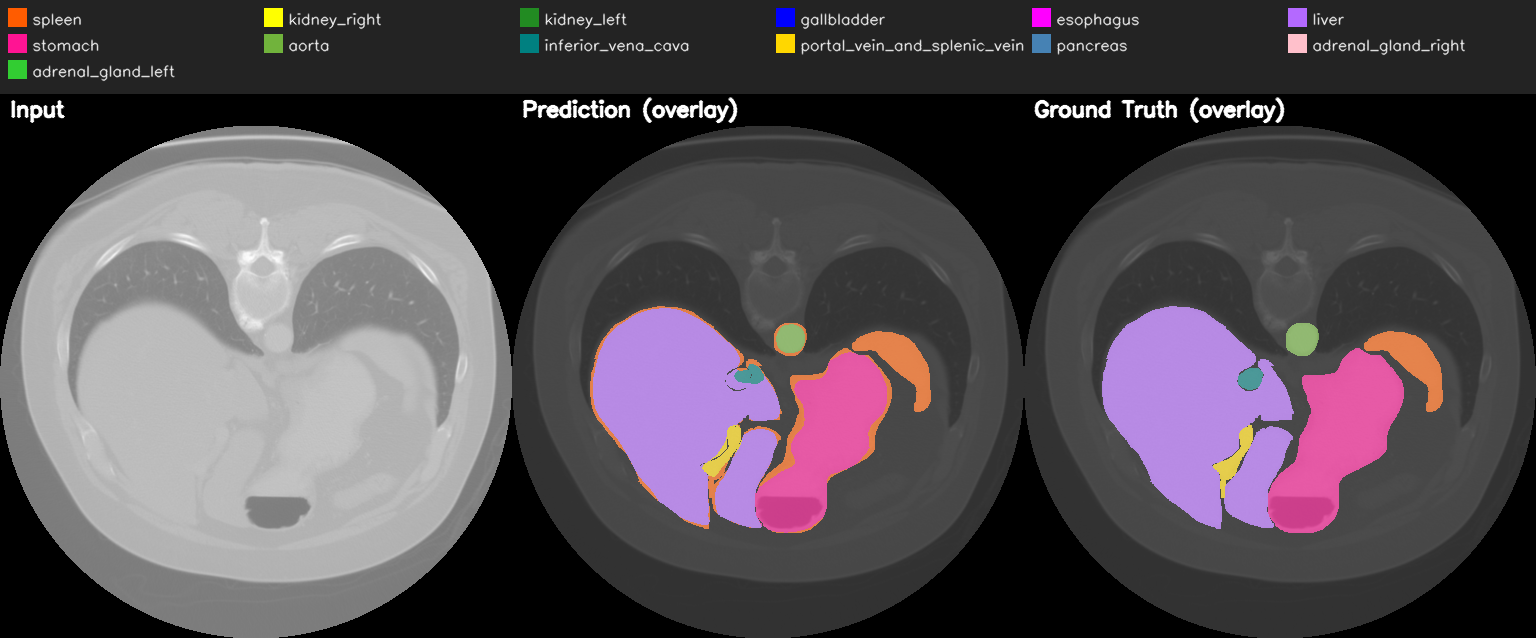 spleen kidney_right kidney_left gallbladder esophagus liver
stomach aorta inferior_vena_cava portal_vein_and_splenic_vein pancreas adrenal_gland_right
adrenal_gland_left
Input Prediction (overlay) Ground Truth (overlay)